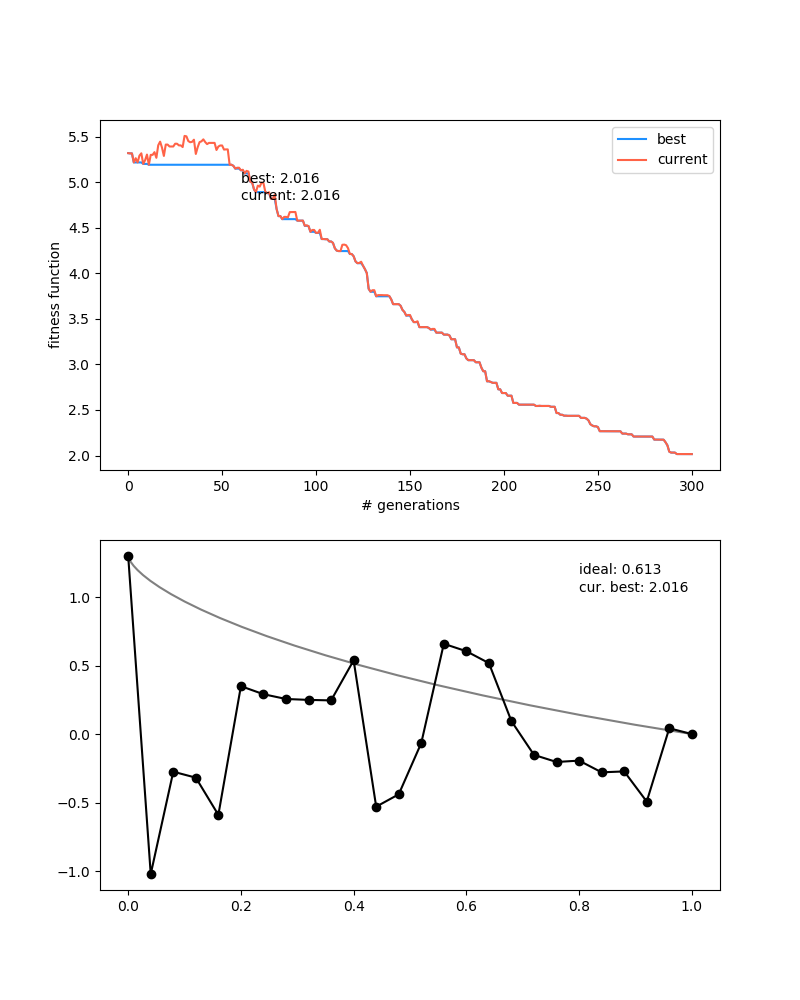 5.5
5.0
4.5
4.0
3.5
3.0
2.5
2.0
fitness function
best
current
best: 2.016
current: 2.016
0 50 100 150 200 250 300
# generations
1.0
0.5
0.0
−0.5
−1.0
ideal: 0.613
cur. best: 2.016
0.0 0.2 0.4 0.6 0.8 1.0